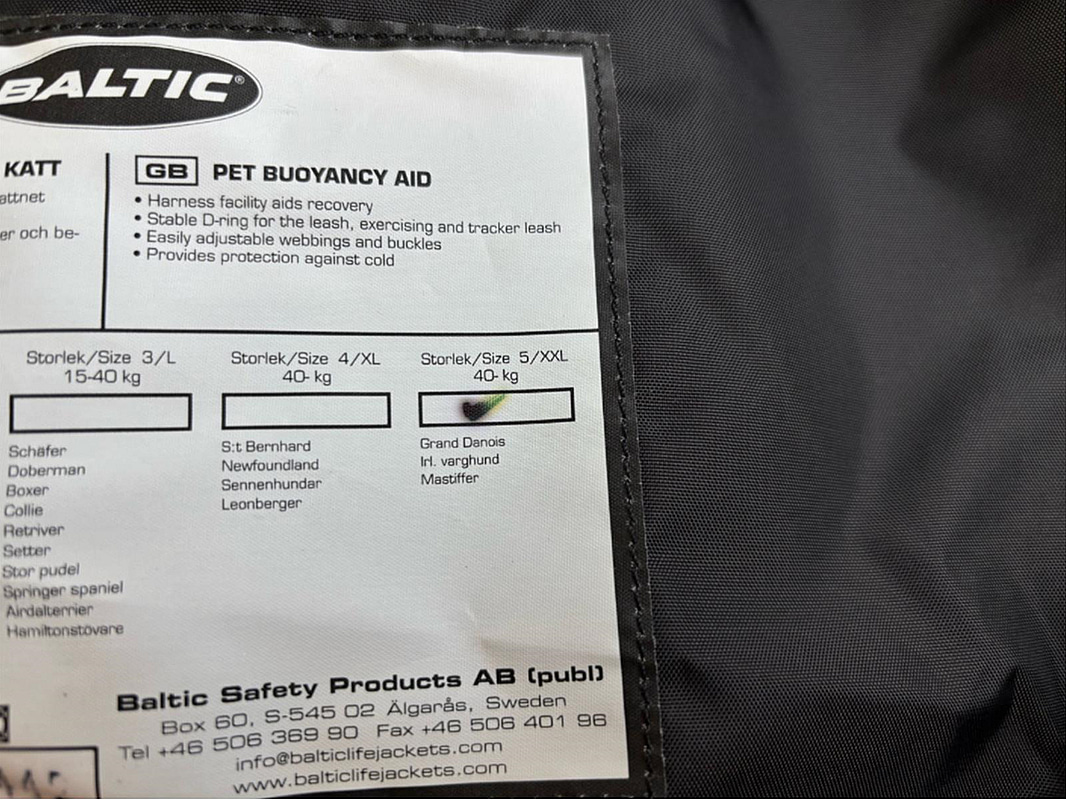 BALTIC®
KATT
attnet
er och be-
GB PET BUOYANCY AID
• Harness facility aids recovery
• Stable D-ring for the leash, exercising and tracker leash
• Easily adjustable webbings and buckles
• Provides protection against cold
Storlek/Size 3/L
15-40 kg
Schäfer
Doberman
Boxer
Collie
Retriver
Setter
Stor pudel
Springer spaniel
Airdalterrier
Hamiltonstövare
Storlek/Size 4/XL
40- kg
S:t Bernhard
Newfoundland
Sennenhundar
Leonberger
Storlek/Size 5/XXL
40- kg
Grand Danois
Irl. varghund
Mastiffer
Baltic Safety Products AB (publ)
Box 60, S-545 02 Älgarås, Sweden
Tel +46 506 369 90 Fax +46 506 401 96
info@balticlifejackets.com
www.balticlifejackets.com